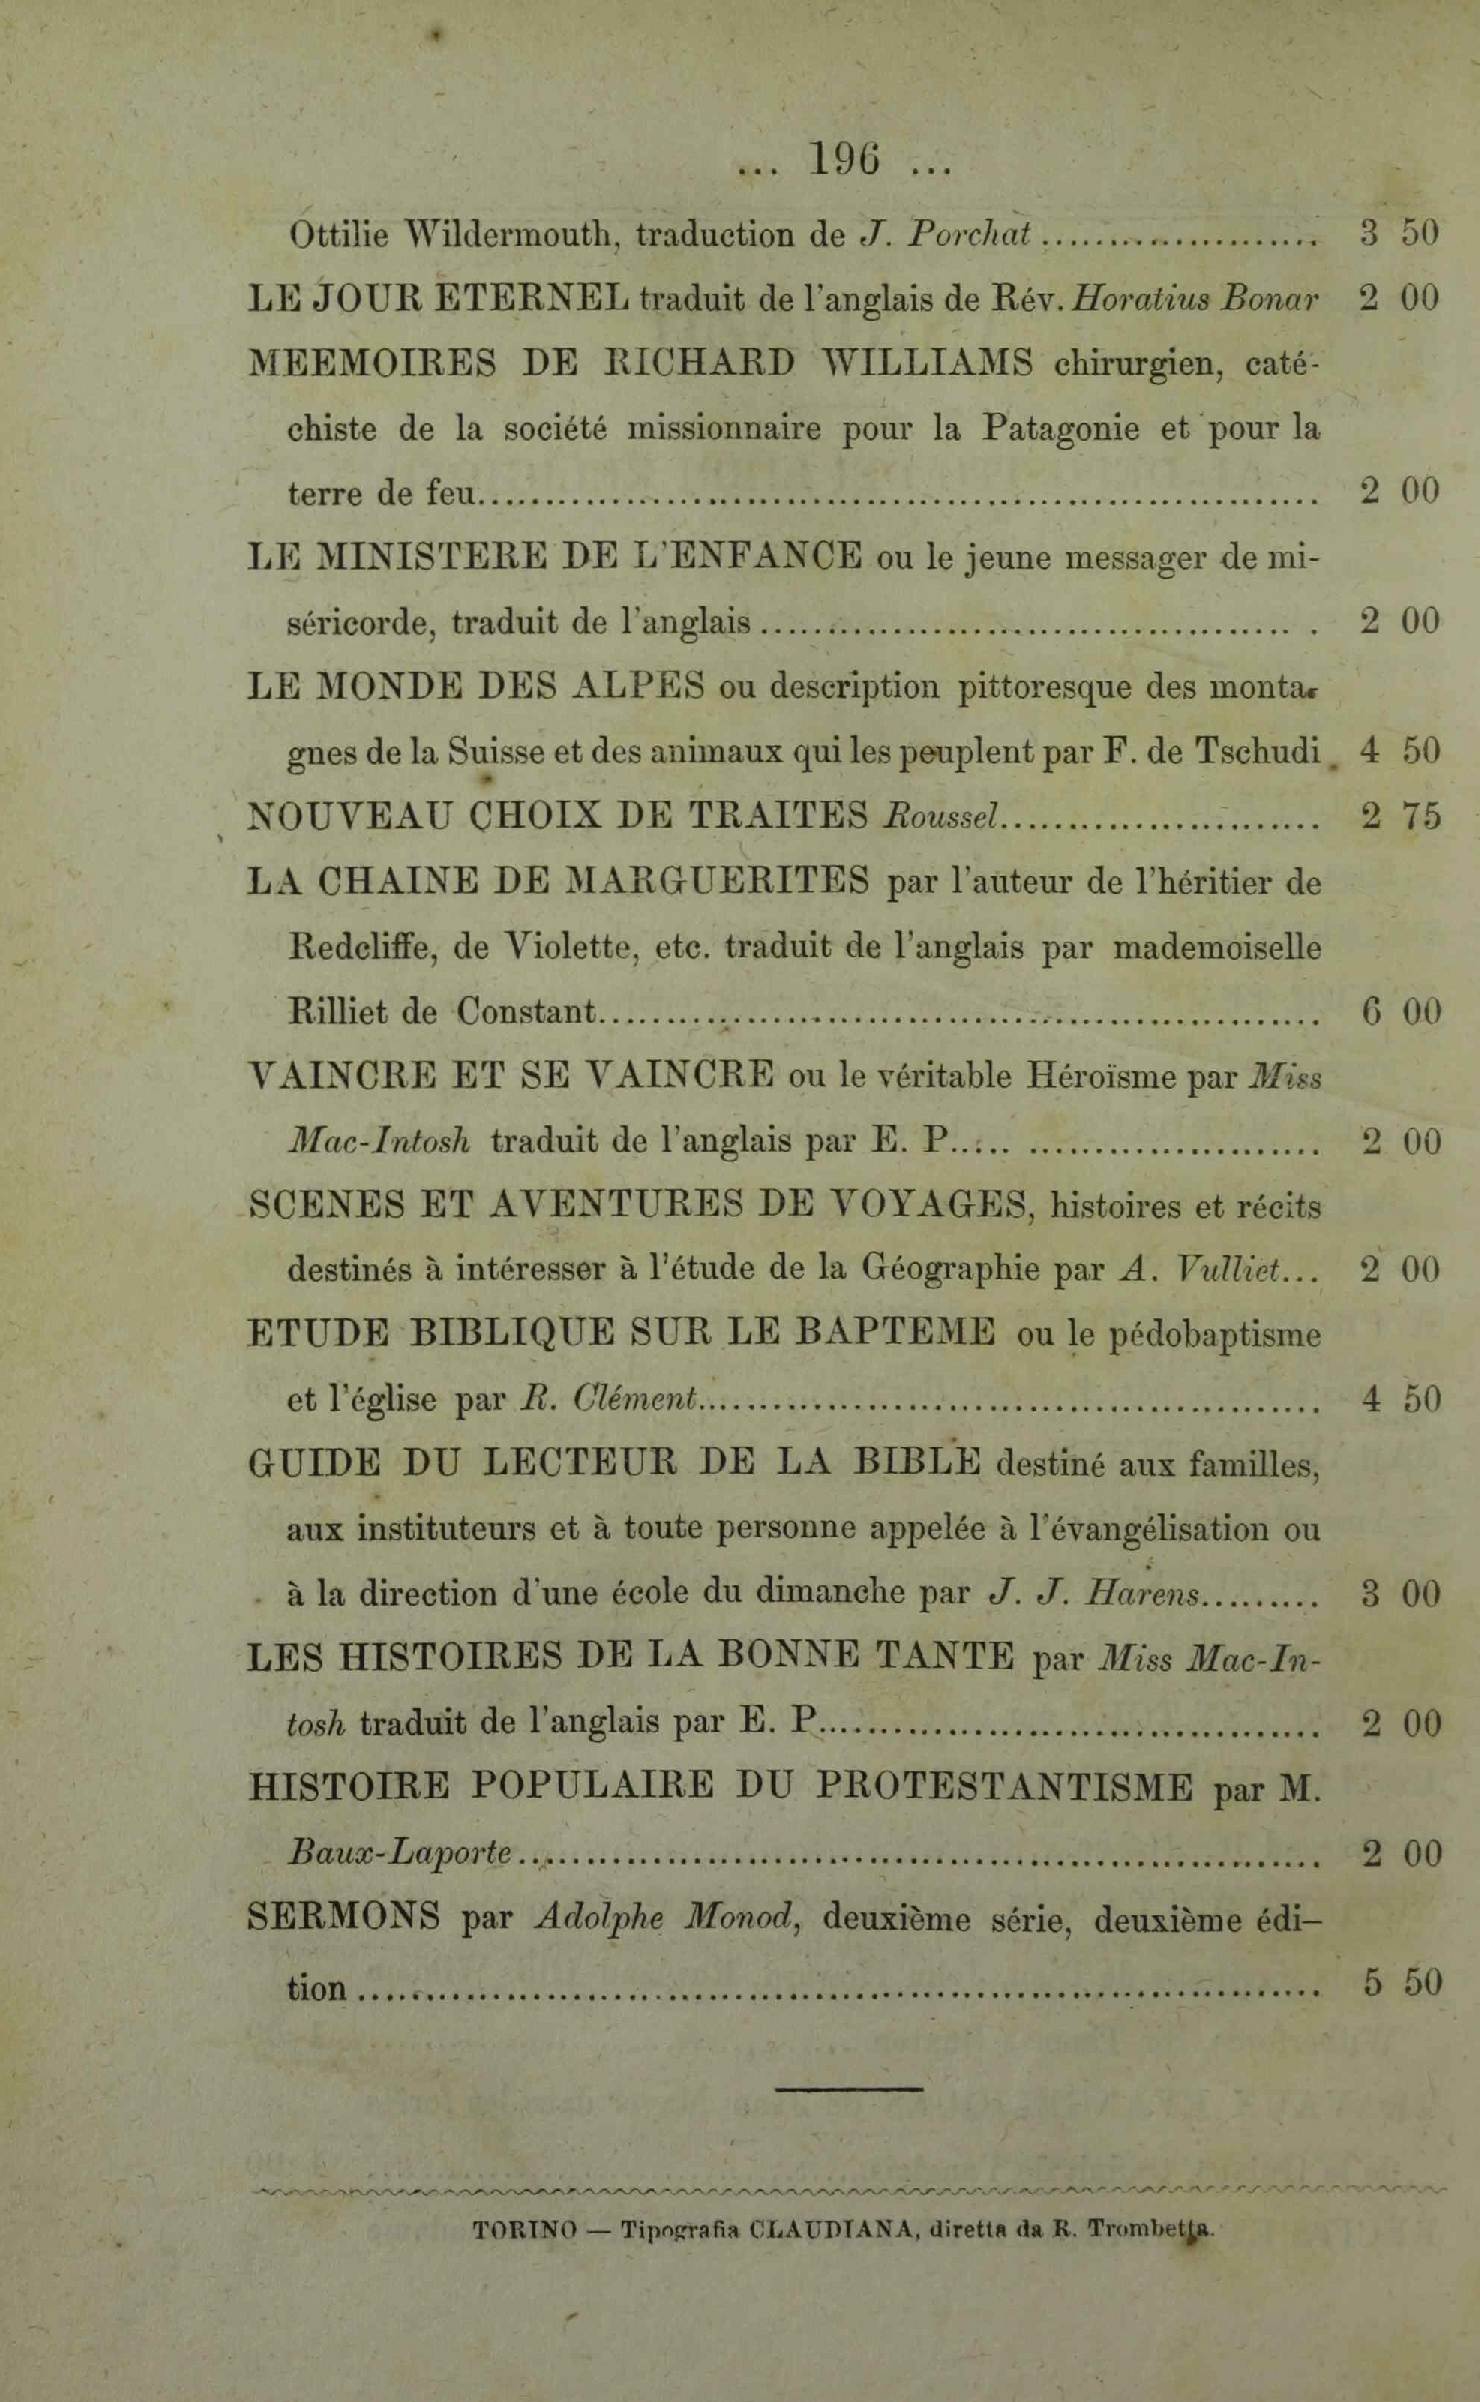 ... 196 ...
Ottilie Wildermouth, traduction de J. Porchat ..................... 3 50
LE JOUR ETERNEL traduit de l'anglais de Rév. Horatius Bonar 2 00
MEEMOIRES DE RICHARD WILLIAMS chirurgien, caté-
chiste de la société missionnaire pour la Patagonie et pour la
terre de feu............................................................... 2 00
LE MINISTERE DE L'ENFANCE ou le jeune messager de mi-
séricorde, traduit de l'anglais ........................................ . 2 00
LE MONDE DES ALPES ou description pittoresque des monta-
gnes de la Suisse et des animaux qui les peuplent par F. de Tschudi . 4 50
NOUVEAU CHOIX DE TRAITES Roussel........................ 2 75
LA CHAINE DE MARGUERITES par l'auteur de l'héritier de
Redcliffe, de Violette, etc. traduit de l'anglais par mademoiselle
Rilliet de Constant...................................................... 6 00
VAINCRE ET SE VAINCRE ou le véritable Héroïsme par Miss
Mac-Intosh traduit de l'anglais par E. P..... ...................... 2 00
SCENES ET AVENTURES DE VOYAGES, histoires et récits
destinés à intéresser à l'étude de la Géographie par A. Vulliet... 2 00
ETUDE BIBLIQUE SUR LE BAPTEME ou le pédobaptisme
et l'église par R. Clément............................................... 4 50
GUIDE DU LECTEUR DE LA BIBLE destiné aux familles,
aux instituteurs et à toute personne appelée à l'évangélisation ou
à la direction d'une école du dimanche par J. J. Harens......... 3 00
LES HISTOIRES DE LA BONNE TANTE par Miss Mac-In-
tosh traduit de l'anglais par E. P...................................... 2 00
HISTOIRE POPULAIRE DU PROTESTANTISME par M.
Baux-Laporte ............................................................ 2 00
SERMONS par Adolphe Monod, deuxième série, deuxième édi-
tion ........................................................................ 5 50
TORINO — Tipografia CLAUDIANA, diretta da R. Trombetta.